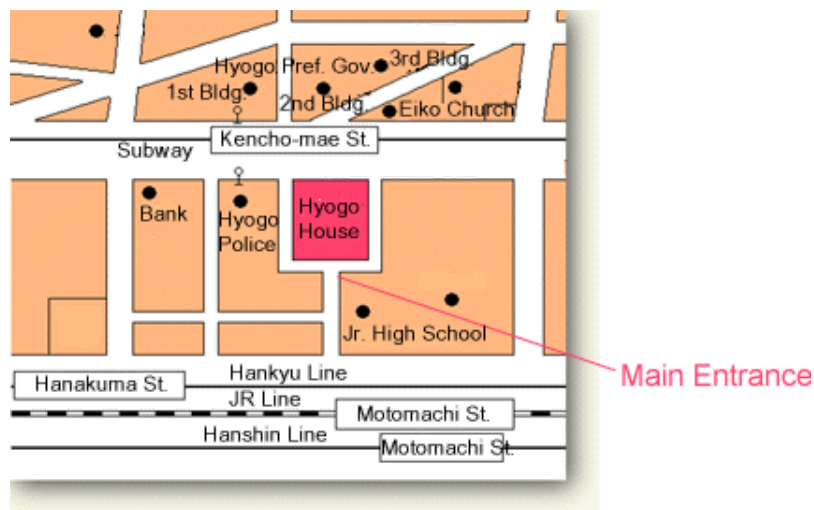 3rd Bldg.
Hyogo Pref. Gov.
1st Bldg.
2nd Bldg.
Eiko Church
Kencho-mae St.
Subway
Bank
Hyogo
Police
Hyogo
House
Jr. High School
Main Entrance
Hankyu Line
Hanakuma St.
JR Line
Motomachi St.
Hanshin Line
Motomachi St.